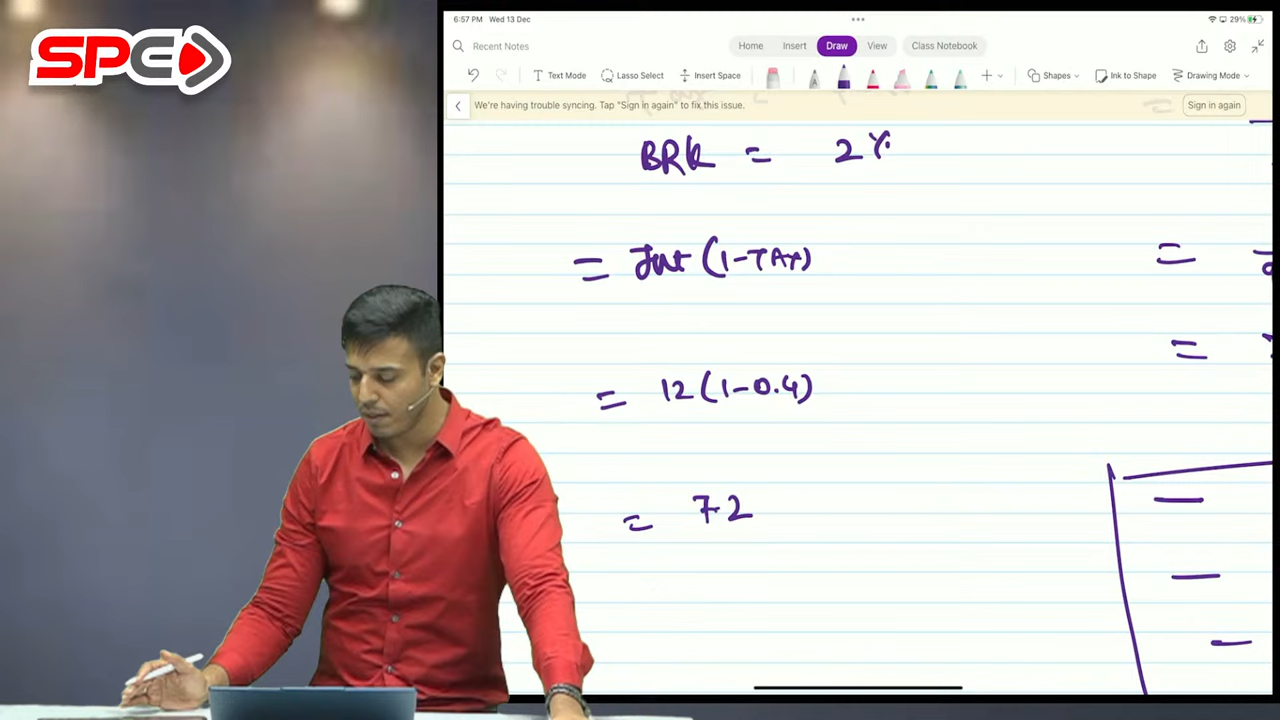 SPED
6:57 PM Wed 13 Dec
29%
Recent Notes
Home Insert Draw View Class Notebook
Text Mode Lasso Select Insert Space Shapes Ink to Shape Drawing Mode
We're having trouble syncing. Tap "Sign in again" to fix this issue.
Sign in again
BRK = 2%
= Int (1-TAX)
=
= 12(1-0.4)
=
= 7.2